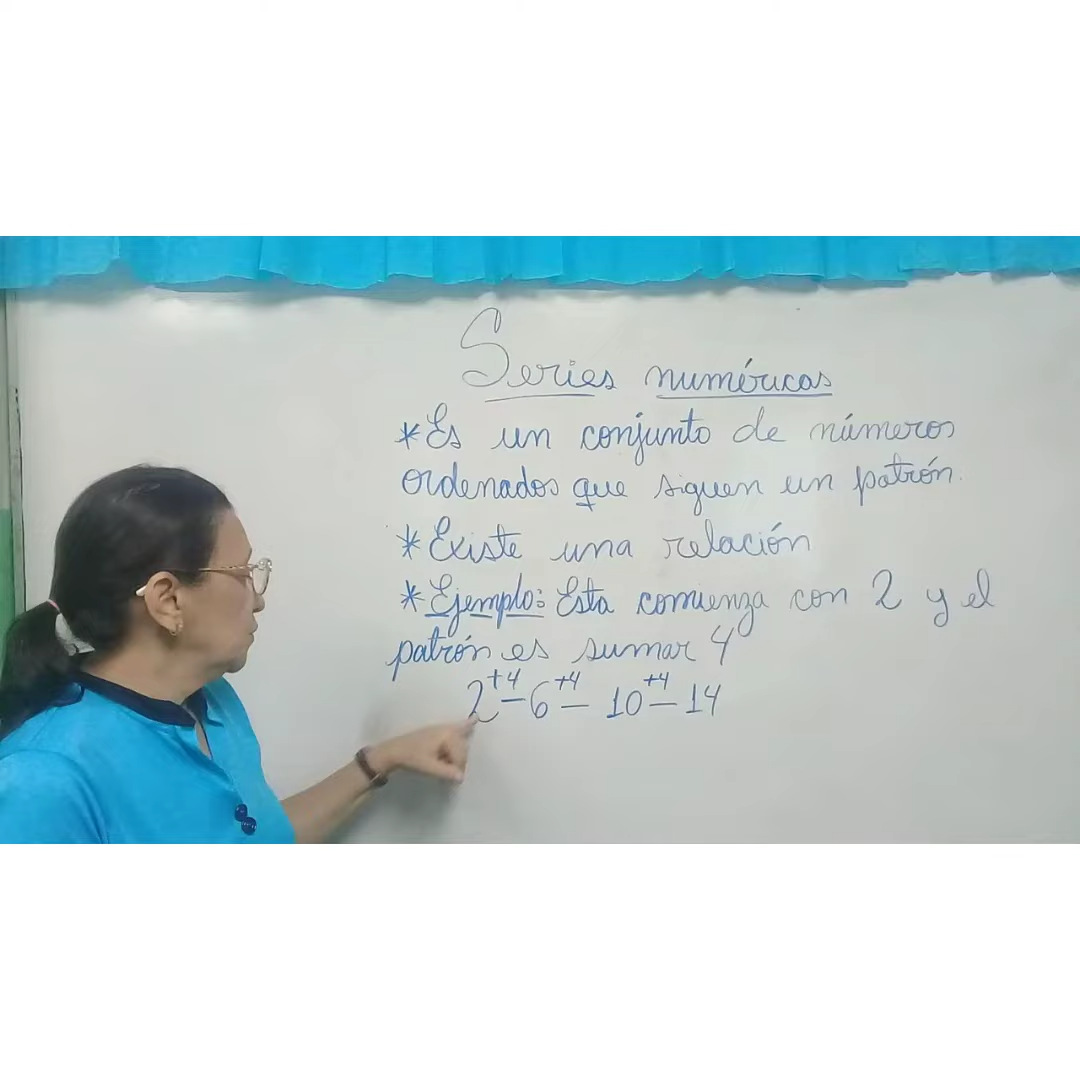 Series numéricas
*Es un conjunto de números
ordenados que siguen un patrón.
*Existe una relación
*Ejemplo: Esta comienza con 2 y el
patrón es sumar 4
+4 +4 +4
2 – 6 – 10 – 14